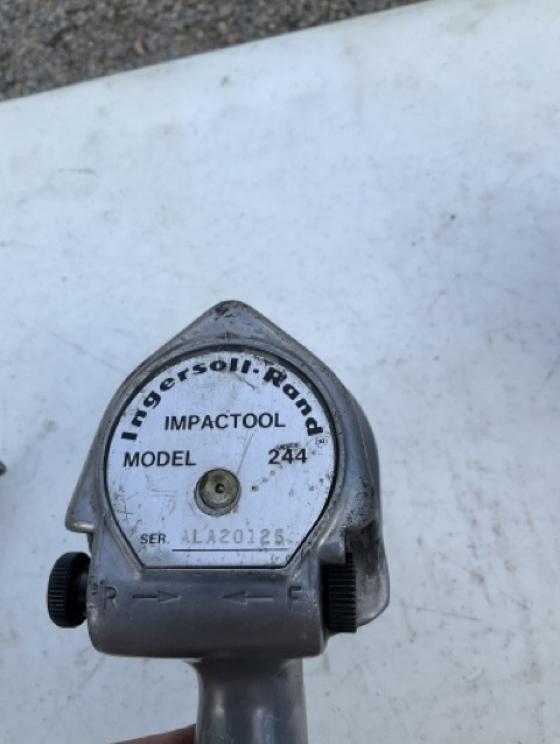 Ingersoll-Rand®
IMPACTOOL
MODEL 244
SER. ALA20125
R → ← F